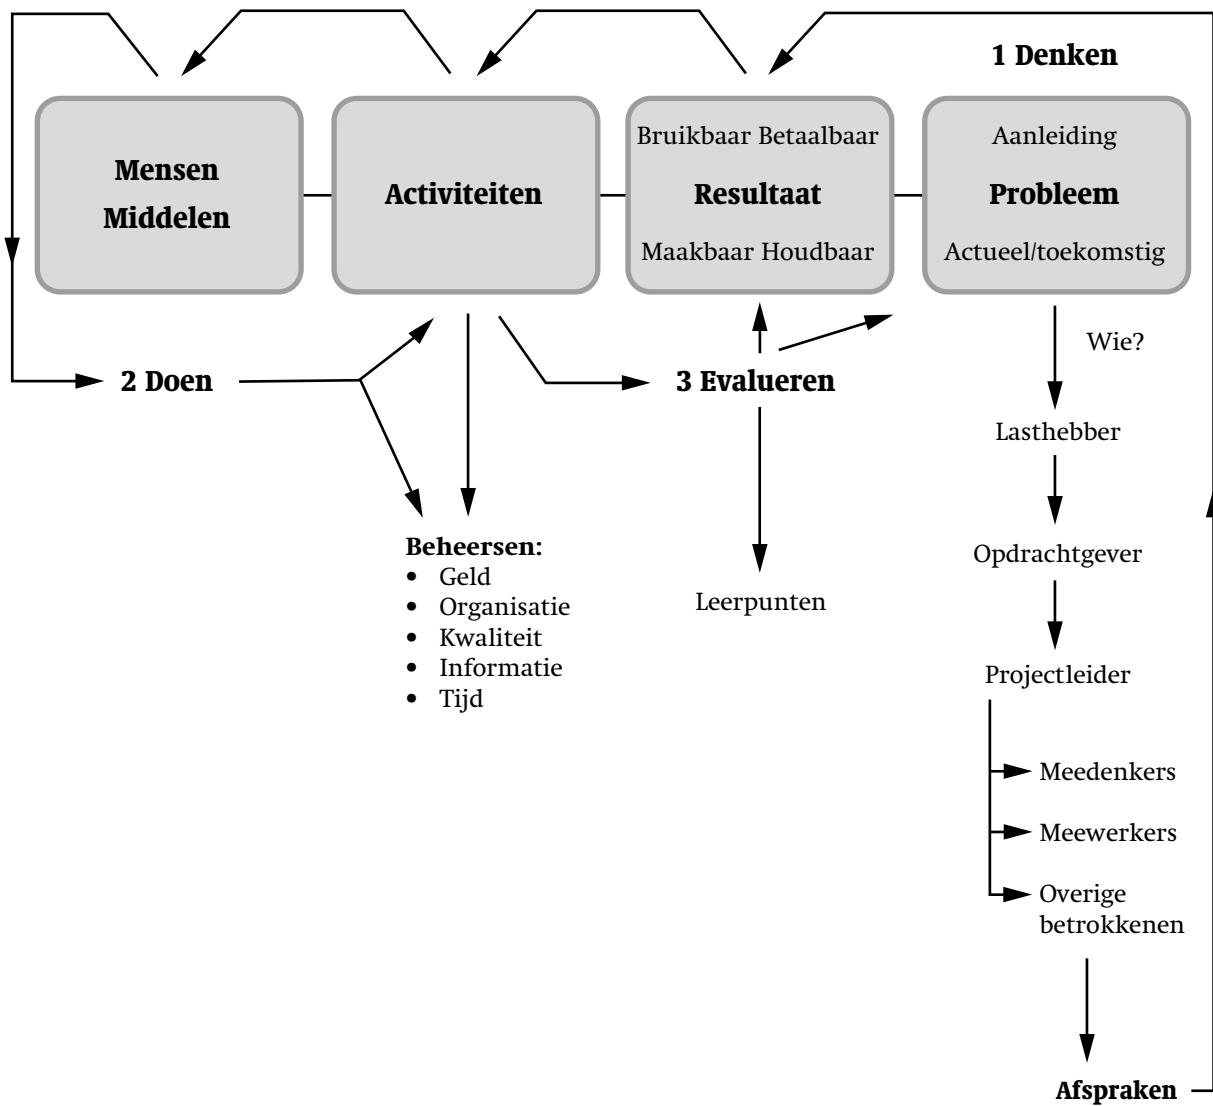 1 Denken
Mensen
Middelen
Activiteiten
Bruikbaar Betaalbaar
Resultaat
Maakbaar Houdbaar
Aanleiding
Probleem
Actueel/toekomstig
2 Doen
3 Evalueren
Wie?
Lasthebber
Opdrachtgever
Projectleider
Meedenkers
Meewerkers
Overige
betrokkenen
Afspraken
Beheersen:
• Geld
• Organisatie
• Kwaliteit
• Informatie
• Tijd
Leerpunten